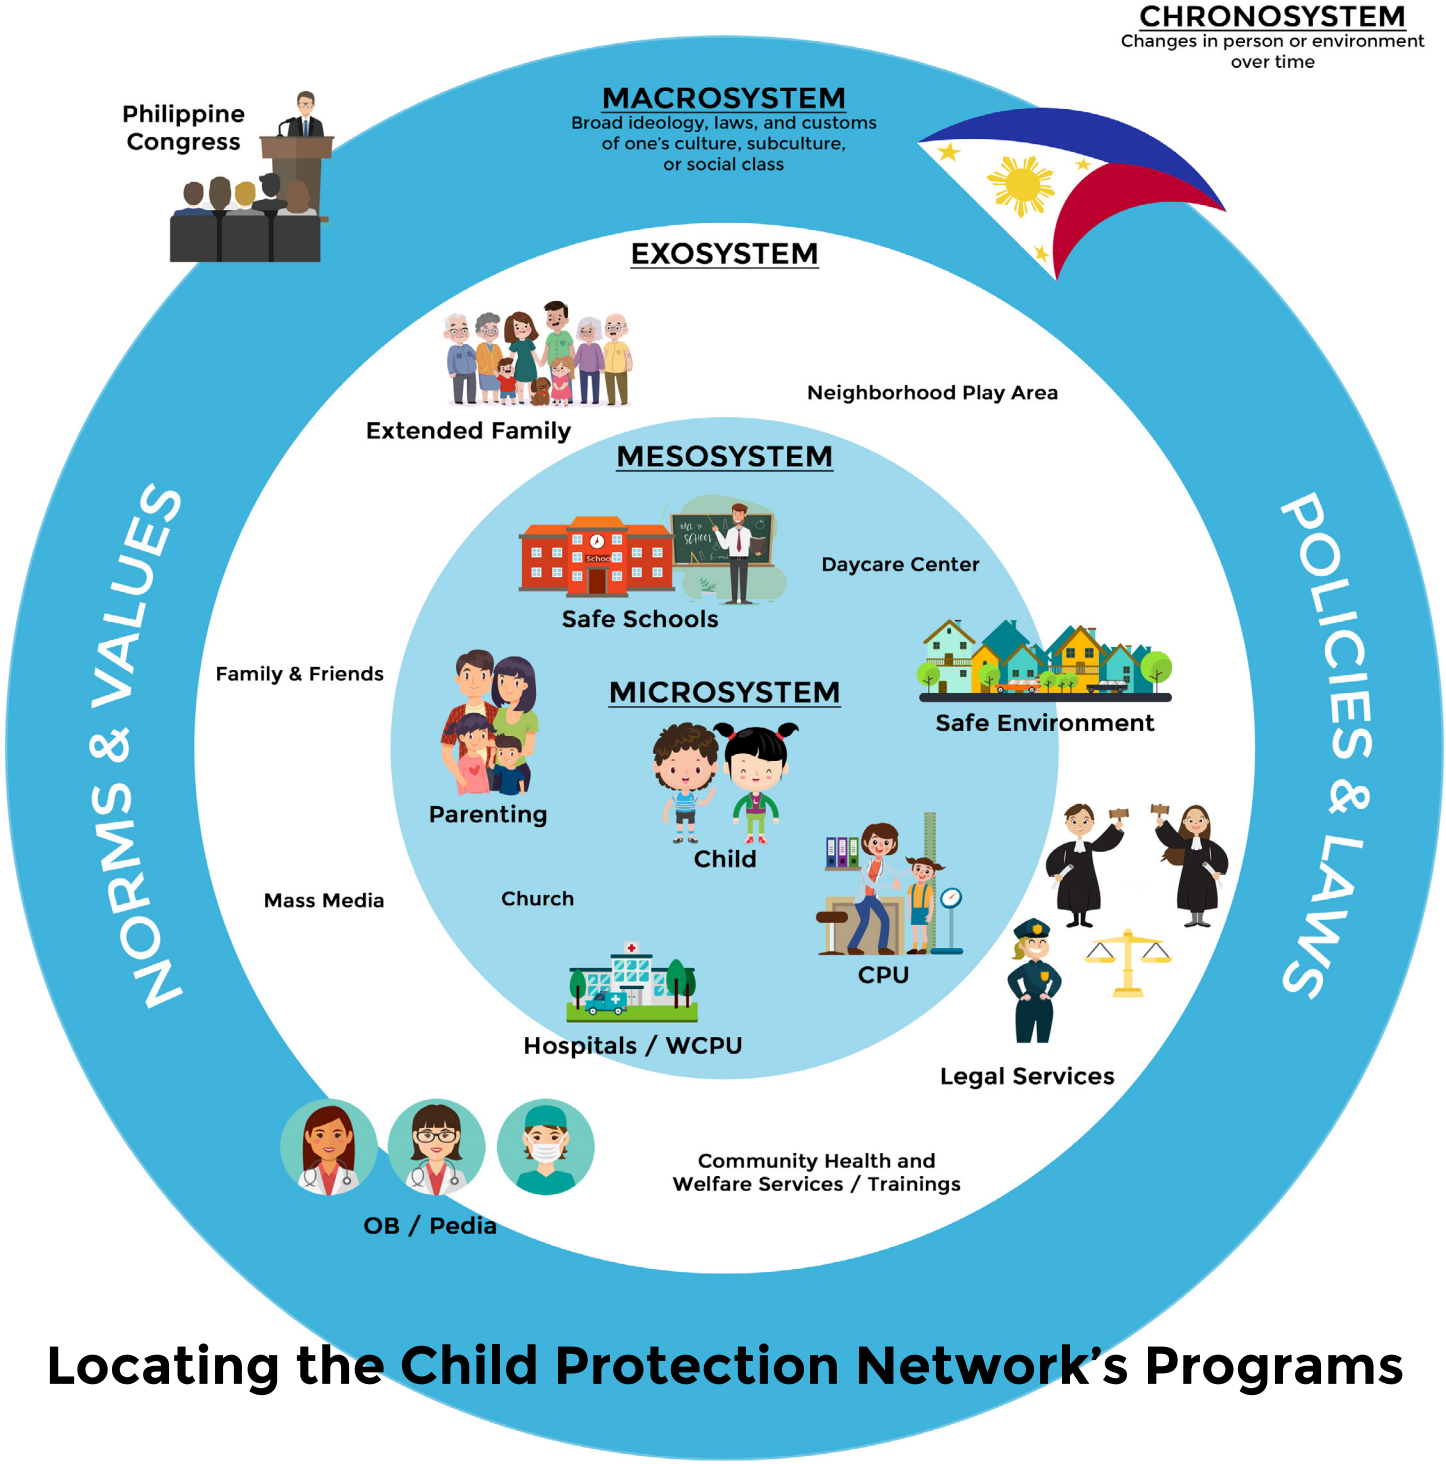 CHRONOSYSTEM
Changes in person or environment
over time
Philippine
Congress
MACROSYSTEM
Broad ideology, laws, and customs
of one's culture, subculture,
or social class
EXOSYSTEM
Extended Family
Neighborhood Play Area
MESOSYSTEM
School
SCHOOL
Safe Schools
Daycare Center
NORMS & VALUES
POLICIES & LAWS
Family & Friends
MICROSYSTEM
Safe Environment
Parenting
Child
Mass Media
Church
CPU
Hospitals / WCPU
Legal Services
Community Health and
Welfare Services / Trainings
OB / Pedia
Locating the Child Protection Network's Programs